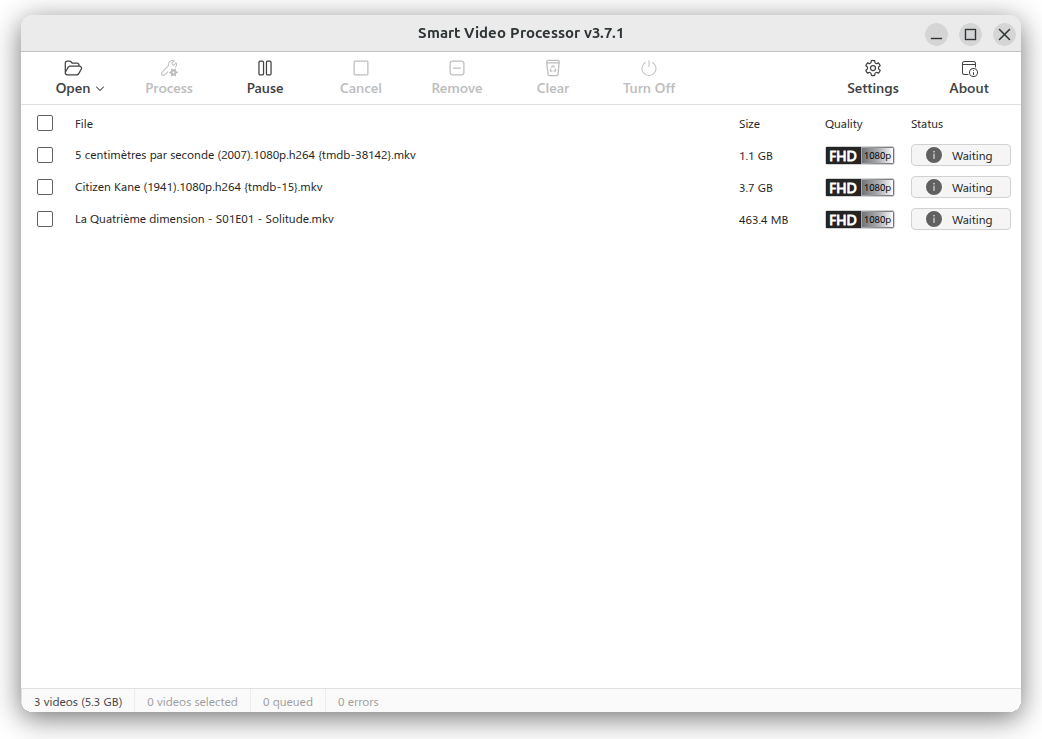 Smart Video Processor v3.7.1
Open Process Pause Cancel Remove Clear Turn Off Settings About
File Size Quality Status
5 centimètres par seconde (2007).1080p.h264 {tmdb-38142}.mkv 1.1 GB FHD 1080p Waiting
Citizen Kane (1941).1080p.h264 {tmdb-15}.mkv 3.7 GB FHD 1080p Waiting
La Quatrième dimension - S01E01 - Solitude.mkv 463.4 MB FHD 1080p Waiting
3 videos (5.3 GB) 0 videos selected 0 queued 0 errors